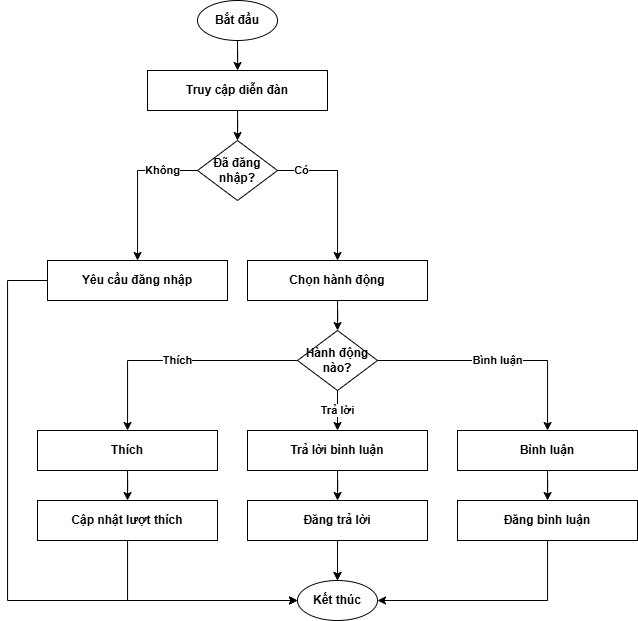 Bắt đầu
Truy cập diễn đàn
Đã đăng
nhập?
Không
Có
Yêu cầu đăng nhập
Chọn hành động
Hành động
nào?
Thích
Bình luận
Trả lời
Thích
Trả lời bình luận
Bình luận
Cập nhật lượt thích
Đăng trả lời
Đăng bình luận
Kết thúc